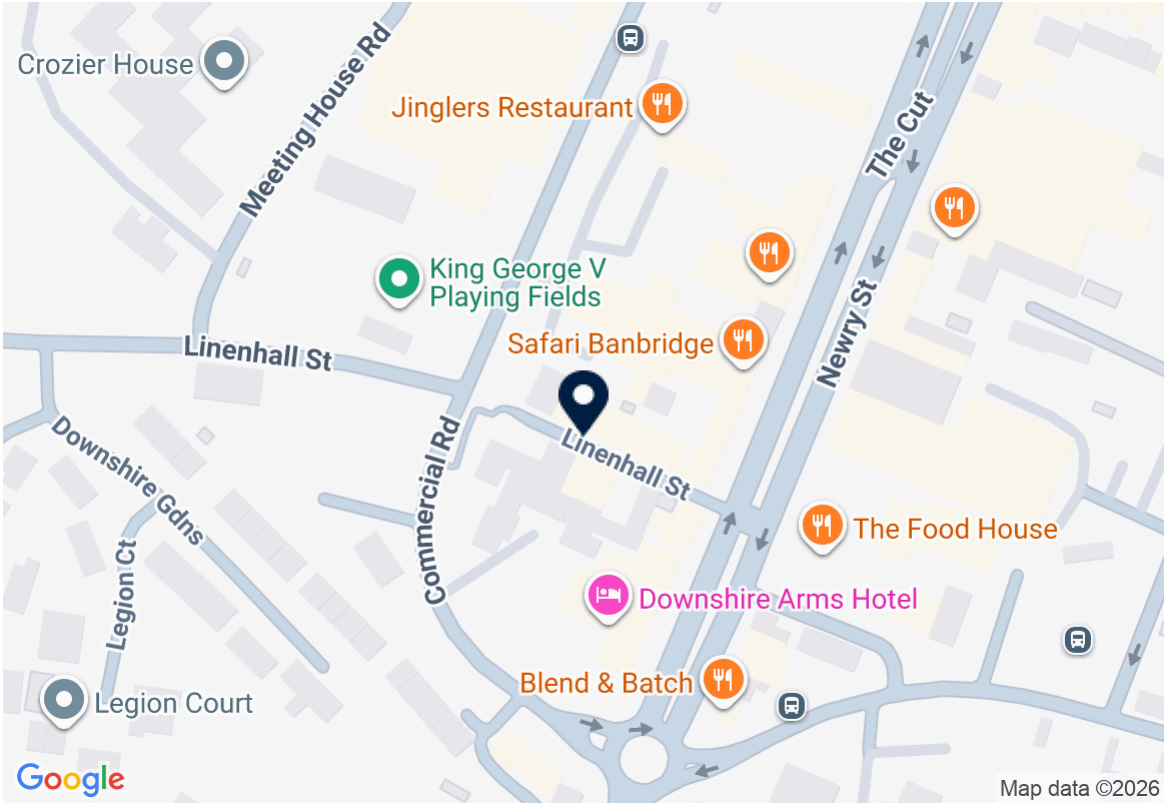 Crozier House
Meeting House Rd
Jinglers Restaurant
The Cut
King George V
Playing Fields
Newry St
Safari Banbridge
Linenhall St
Linenhall St
Downshire Gdns
Commercial Rd
The Food House
Legion Ct
Downshire Arms Hotel
Blend & Batch
Legion Court
Google
Map data ©2026